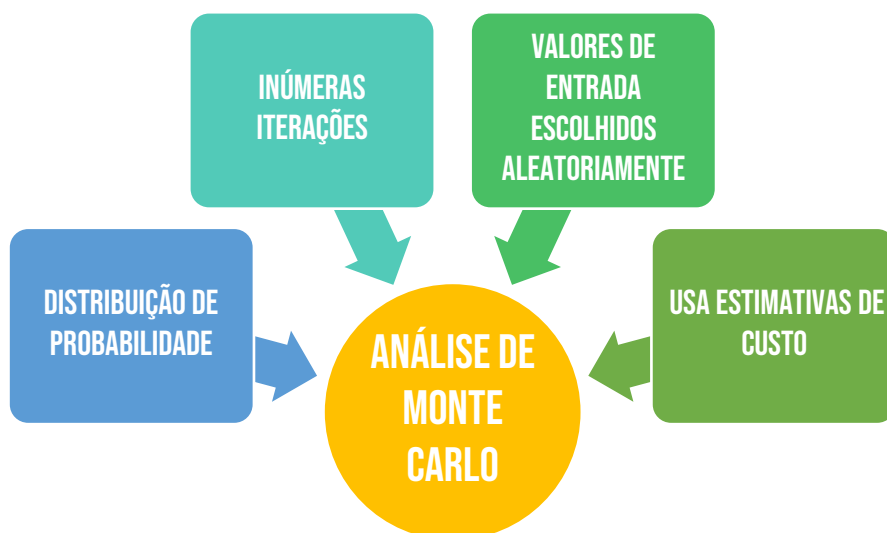 INÚMERAS
ITERAÇÕES
VALORES DE
ENTRADA
ESCOLHIDOS
ALEATORIAMENTE
DISTRIBUIÇÃO DE
PROBABILIDADE
USA ESTIMATIVAS DE
CUSTO
ANÁLISE DE
MONTE
CARLO